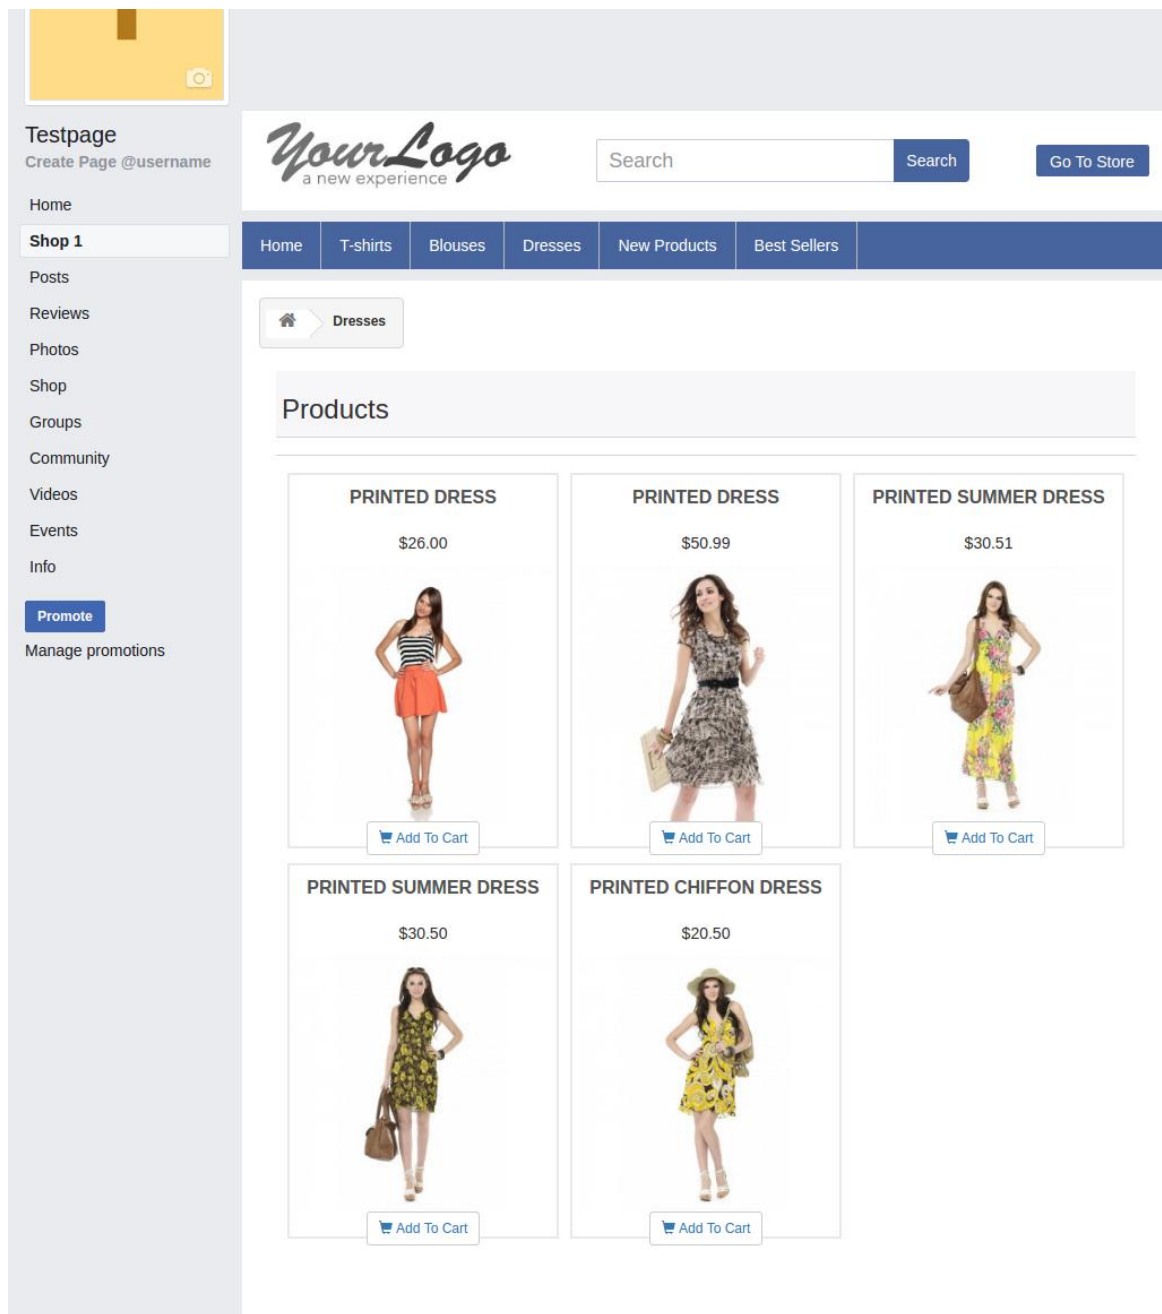 Testpage
Create Page @username
Home
Shop 1
Posts
Reviews
Photos
Shop
Groups
Community
Videos
Events
Info
Promote
Manage promotions
YourLogo
a new experience
Search Search Go To Store
Home T-shirts Blouses Dresses New Products Best Sellers
Dresses
Products
PRINTED DRESS PRINTED DRESS PRINTED SUMMER DRESS
$26.00 $50.99 $30.51
Add To Cart Add To Cart Add To Cart
PRINTED SUMMER DRESS PRINTED CHIFFON DRESS
$30.50 $20.50
Add To Cart Add To Cart